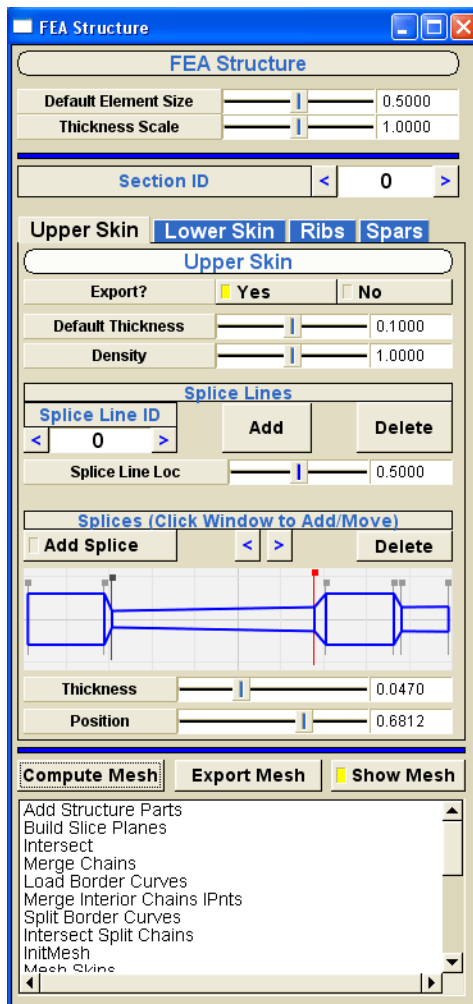 FEA Structure
FEA Structure
Default Element Size 0.5000
Thickness Scale 1.0000
Section ID < 0 >
Upper Skin Lower Skin Ribs Spars
Upper Skin
Export? Yes No
Default Thickness 0.1000
Density 1.0000
Splice Lines
Splice Line ID
< 0 > Add Delete
Splice Line Loc 0.5000
Splices (Click Window to Add/Move)
Add Splice < > Delete
Thickness 0.0470
Position 0.6812
Compute Mesh Export Mesh Show Mesh
Add Structure Parts
Build Slice Planes
Intersect
Merge Chains
Load Border Curves
Merge Interior Chains IPnts
Split Border Curves
Intersect Split Chains
InitMesh
Mesh Skins